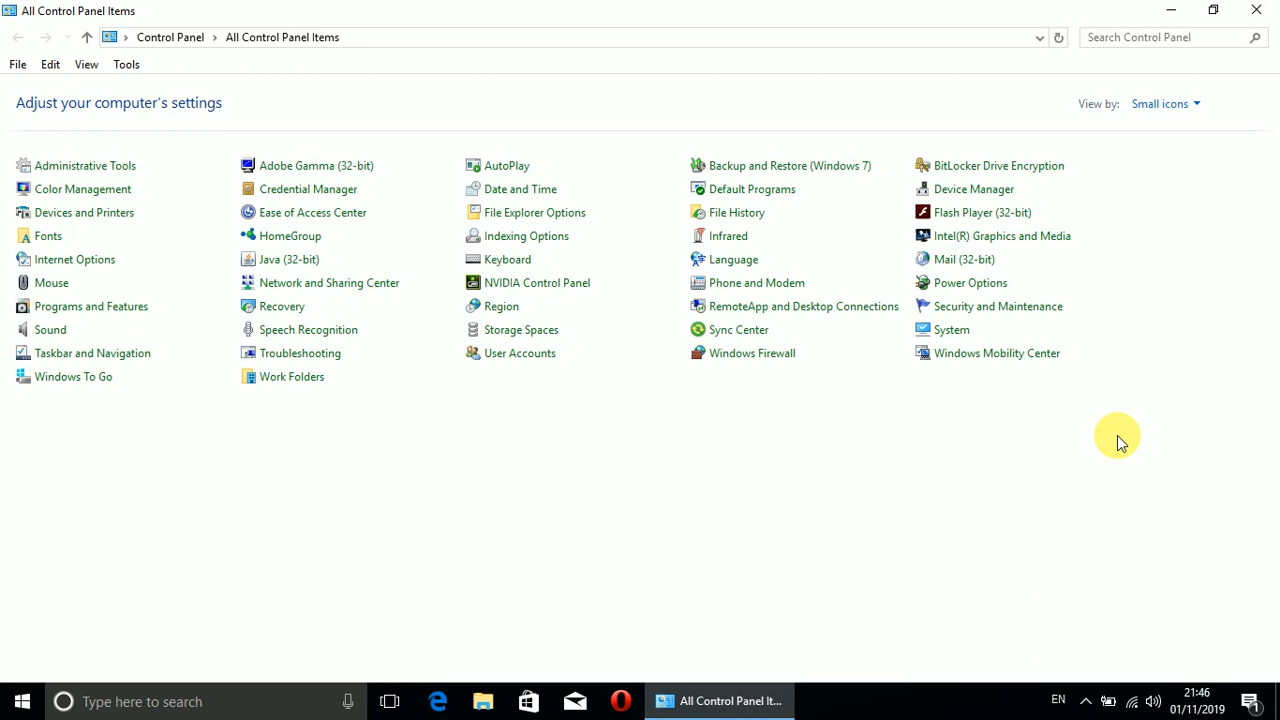 All Control Panel Items
Control Panel > All Control Panel Items
Search Control Panel
File Edit View Tools
Adjust your computer's settings
View by: Small icons
Administrative Tools
Adobe Gamma (32-bit)
AutoPlay
Backup and Restore (Windows 7)
BitLocker Drive Encryption
Color Management
Credential Manager
Date and Time
Default Programs
Device Manager
Devices and Printers
Ease of Access Center
File Explorer Options
File History
Flash Player (32-bit)
Fonts
HomeGroup
Indexing Options
Infrared
Intel(R) Graphics and Media
Internet Options
Java (32-bit)
Keyboard
Language
Mail (32-bit)
Mouse
Network and Sharing Center
NVIDIA Control Panel
Phone and Modem
Power Options
Programs and Features
Recovery
Region
RemoteApp and Desktop Connections
Security and Maintenance
Sound
Speech Recognition
Storage Spaces
Sync Center
System
Taskbar and Navigation
Troubleshooting
User Accounts
Windows Firewall
Windows Mobility Center
Windows To Go
Work Folders
Type here to search
All Control Panel It...
EN
21:46
01/11/2019
1